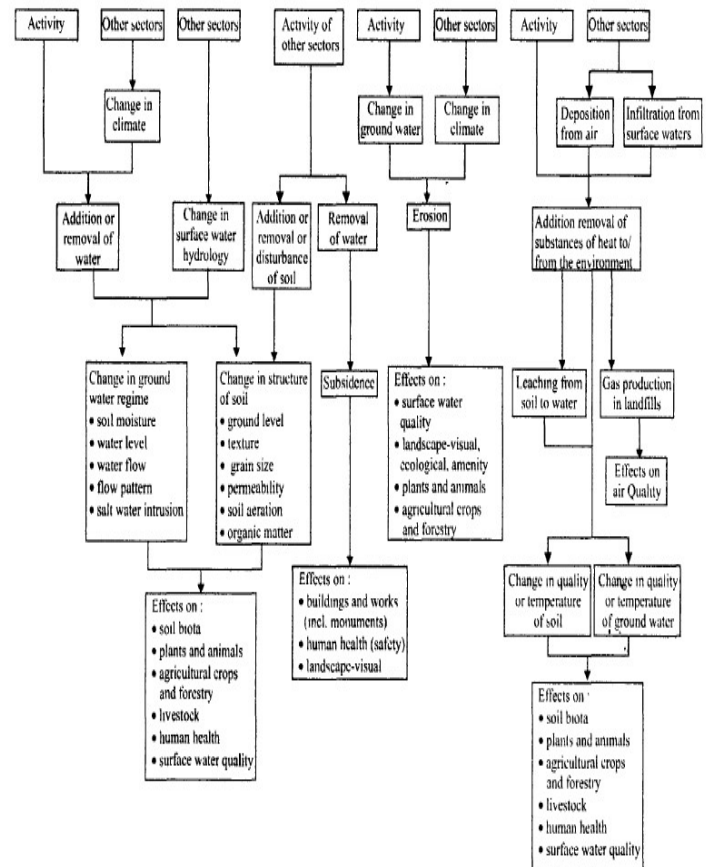 Activity
Other sectors
Other sectors
Activity of
other sectors
Activity
Other sectors
Activity
Other sectors
Change in
climate
Change in
ground water
Change in
climate
Deposition
from air
Infiltration from
surface waters
Addition or
removal of
water
Change in
surface water
hydrology
Addition or
removal or
disturbance
of soil
Removal
of water
Erosion
Addition removal of
substances of heat to/
from the environment
Change in ground
water regime
• soil moisture
• water level
• water flow
• flow pattern
• salt water intrusion
Change in structure
of soil
• ground level
• texture
• grain size
• permeability
• soil aeration
• organic matter
Subsidence
Effects on :
• surface water
quality
• landscape-visual,
ecological, amenity
• plants and animals
• agricultural crops
and forestry
Leaching from
soil to water
Gas production
in landfills
Effects on
air Quality
Effects on :
• soil biota
• plants and animals
• agricultural crops
and forestry
• livestock
• human health
• surface water quality
Effects on :
• buildings and works
(incl. monuments)
• human health (safety)
• landscape-visual
Change in quality
or temperature
of soil
Change in quality
or temperature
of ground water
Effects on :
• soil biota
• plants and animals
• agricultural crops
and forestry
• livestock
• human health
• surface water quality